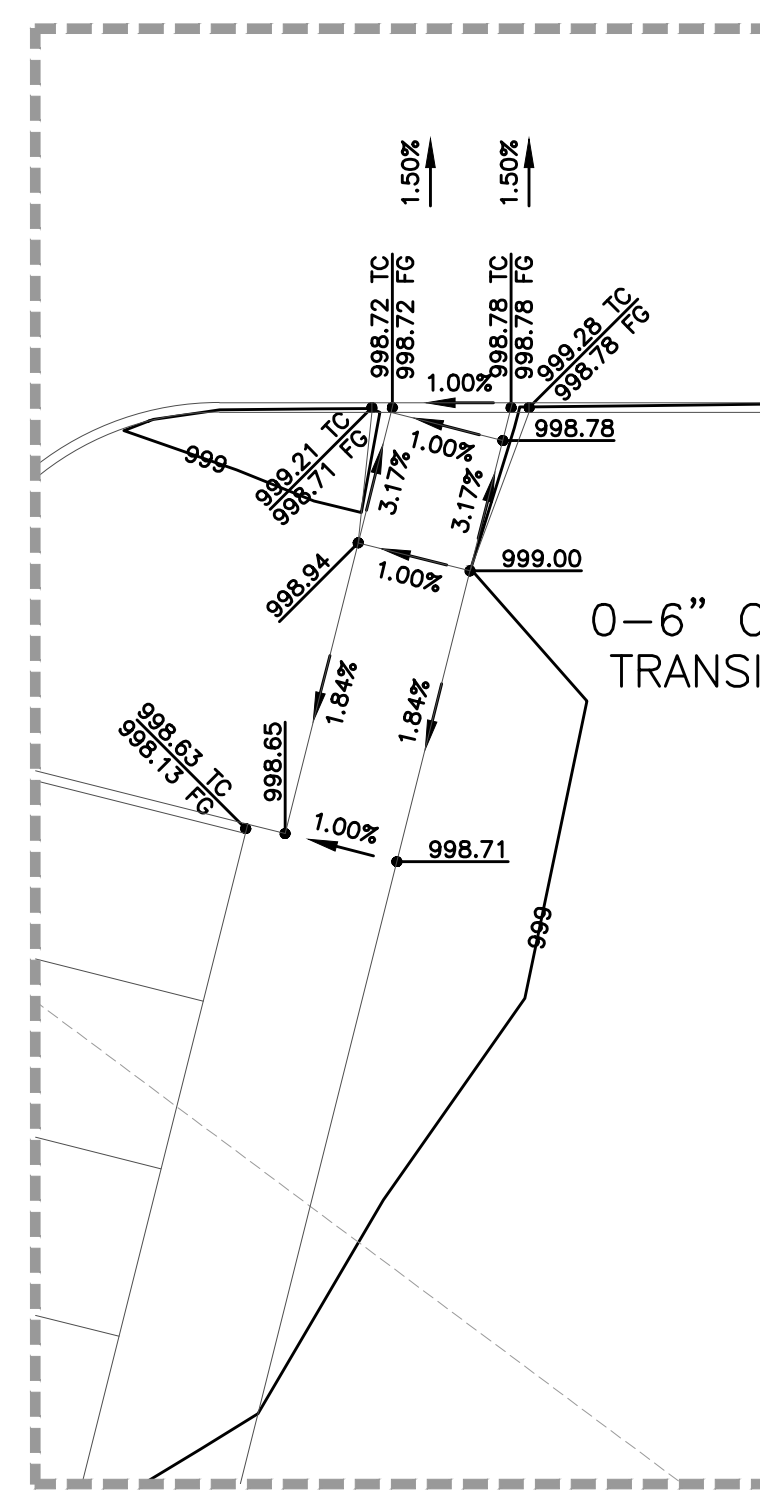 1.50%
1.50%
998.72 TC
998.72 FG
998.78 TC
998.78 FG
999.28 TC
998.78 FG
1.00%
998.78
1.00%
999
999.21 TC
998.71 FG
3.17%
3.17%
999.00
1.00%
998.94
0-6”
TRANSI
1.84%
1.84%
998.63 TC
998.13 FG
998.65
1.00%
998.71
999